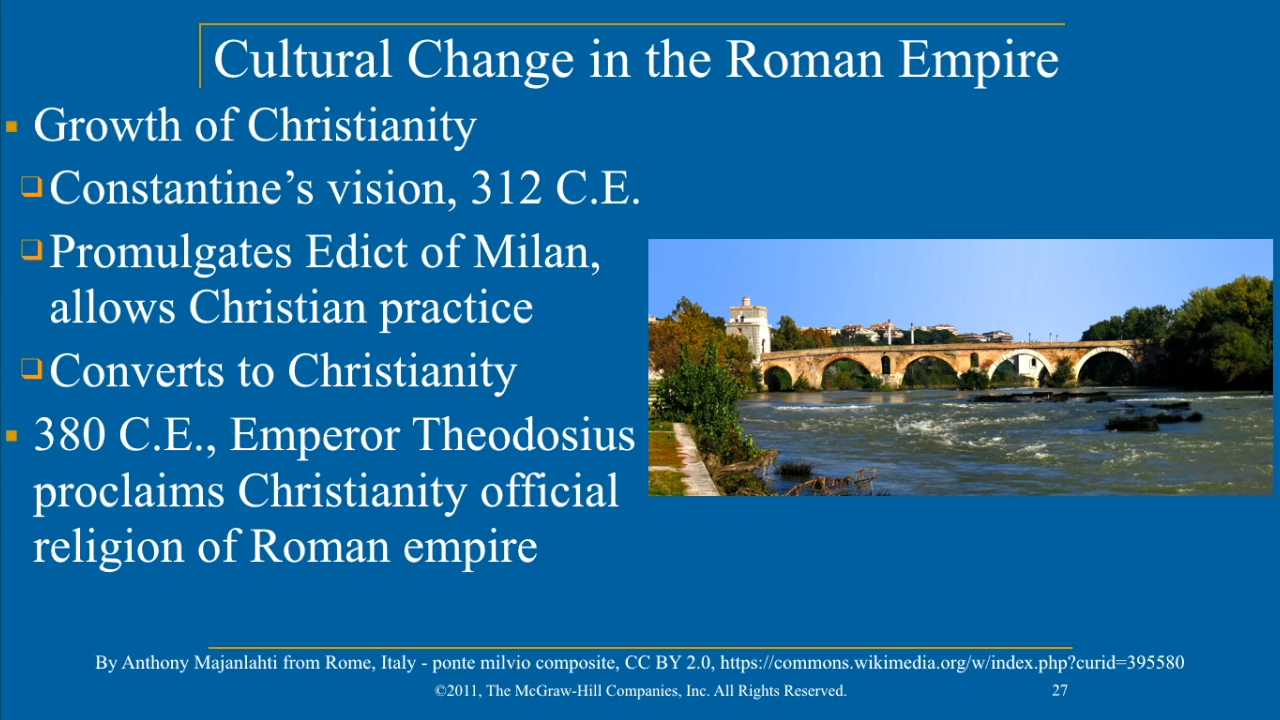 Cultural Change in the Roman Empire
Growth of Christianity
Constantine’s vision, 312 C.E.
Promulgates Edict of Milan,
allows Christian practice
Converts to Christianity
380 C.E., Emperor Theodosius
proclaims Christianity official
religion of Roman empire
By Anthony Majanlahti from Rome, Italy - ponte milvio composite, CC BY 2.0, https://commons.wikimedia.org/w/index.php?curid=395580
©2011, The McGraw-Hill Companies, Inc. All Rights Reserved.
27